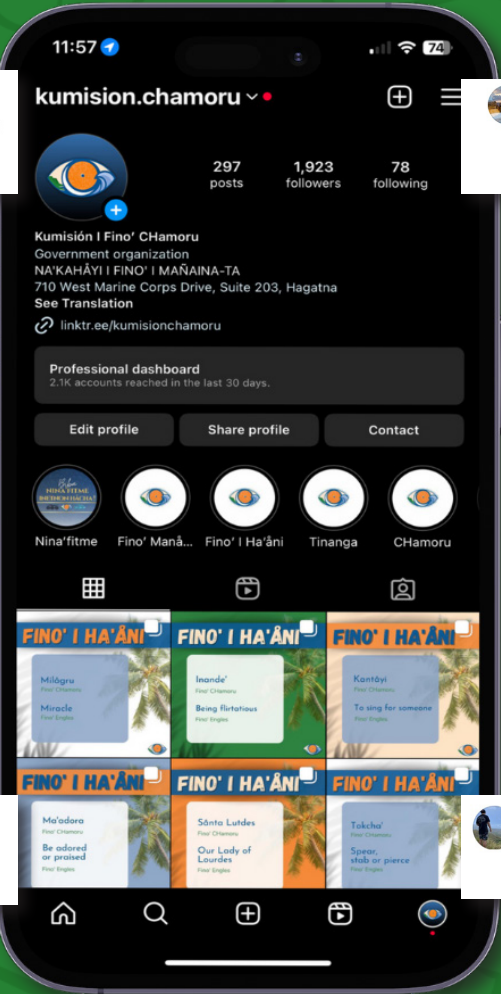 11:57
74
kumision.chamoru
297
posts
1,923
followers
78
following
Kumisión I Fino' CHamoru
Government organization
NA'KAHÅYI I FINO' I MAÑAINA-TA
710 West Marine Corps Drive, Suite 203, Hagatna
See Translation
linktr.ee/kumisionchamoru
Professional dashboard
2.1K accounts reached in the last 30 days.
Edit profile
Share profile
Contact
NINA'FITME
Nina'fitme
Fino' Manå...
Fino' I Ha'åni
Tinanga
CHamoru
FINO' I HA'ÅNI
Milågru
Fino' CHamoru
Miracle
Fino' Engles
FINO' I HA'ÅNI
Inande'
Fino' CHamoru
Being flirtatious
Fino' Engles
FINO' I HA'ÅNI
Kantåyi
Fino' CHamoru
To sing for someone
Fino' Engles
FINO' I HA'ÅNI
Ma'adora
Fino' CHamoru
Be adored
or praised
Fino' Engles
FINO' I HA'ÅNI
Sånta Lutdes
Fino' CHamoru
Our Lady of
Lourdes
Fino' Engles
FINO' I HA'ÅNI
Tokcha'
Fino' CHamoru
Spear,
stab or pierce
Fino' Engles